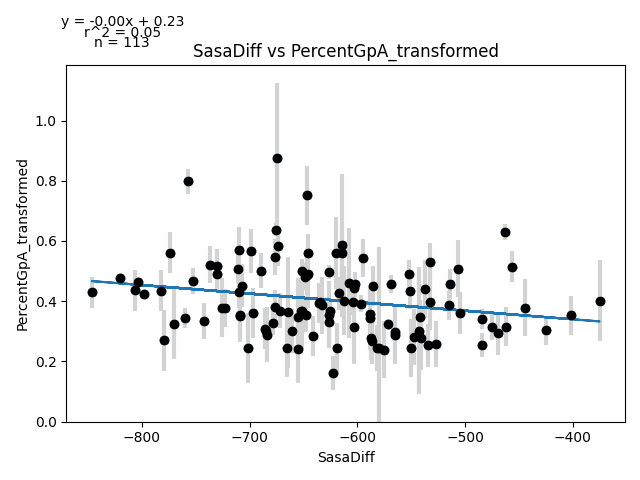 y = -0.00x + 0.23
r^2 = 0.05
n = 113
SasaDiff vs PercentGpA_transformed
PercentGpA_transformed
1.0
0.8
0.6
0.4
0.2
0.0
−800
−700
−600
−500
−400
SasaDiff